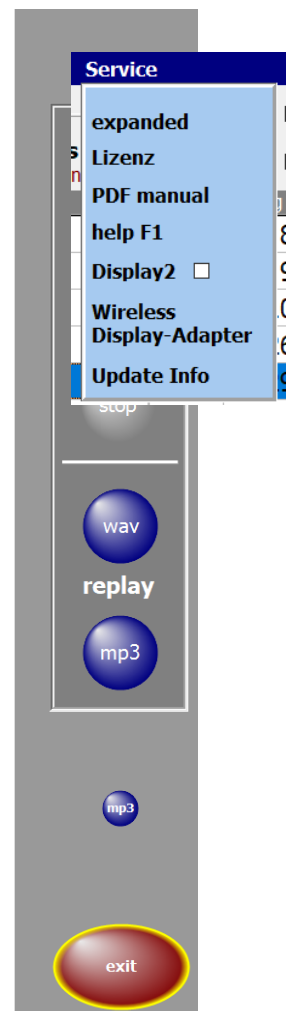 Service
expanded
Lizenz
PDF manual
help F1
Display2
Wireless
Display-Adapter
Update Info
stop
wav
replay
mp3
mp3
exit